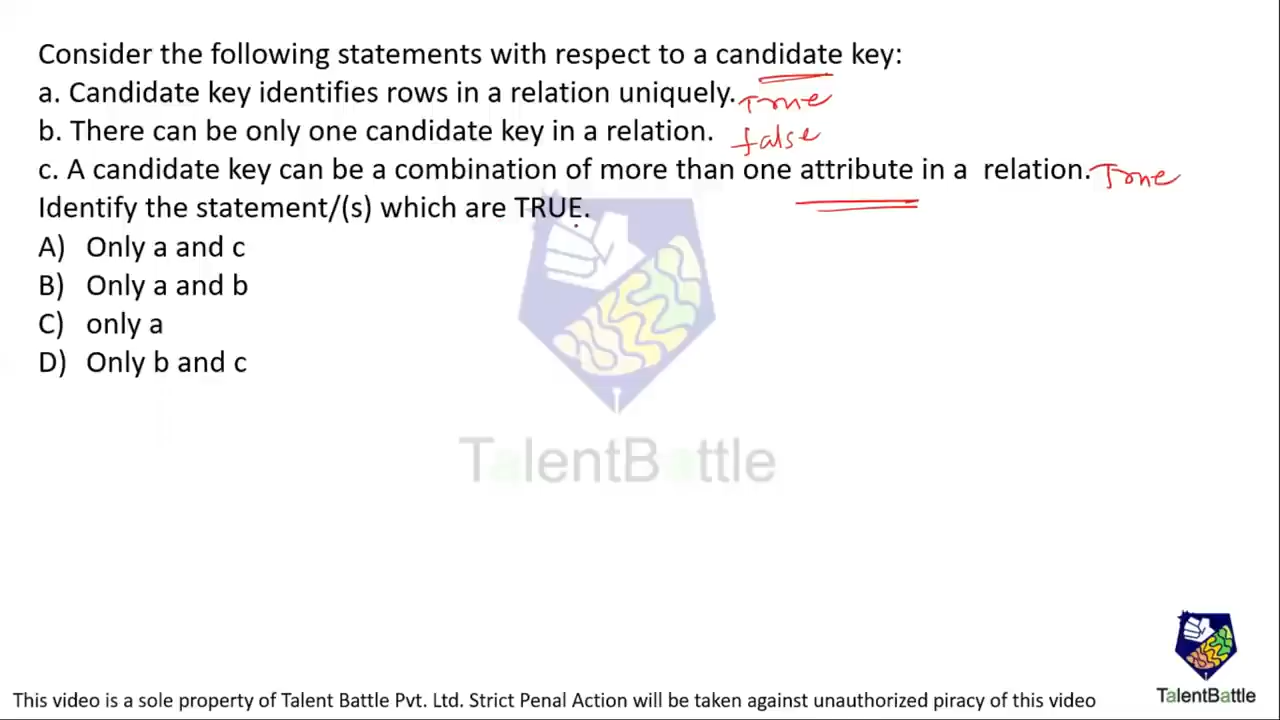 Consider the following statements with respect to a candidate key:
a. Candidate key identifies rows in a relation uniquely. True
b. There can be only one candidate key in a relation. false
c. A candidate key can be a combination of more than one attribute in a relation. True
Identify the statement/(s) which are TRUE.
A) Only a and c
B) Only a and b
C) only a
D) Only b and c
TalentBattle
TalentBattle
This video is a sole property of Talent Battle Pvt. Ltd. Strict Penal Action will be taken against unauthorized piracy of this video